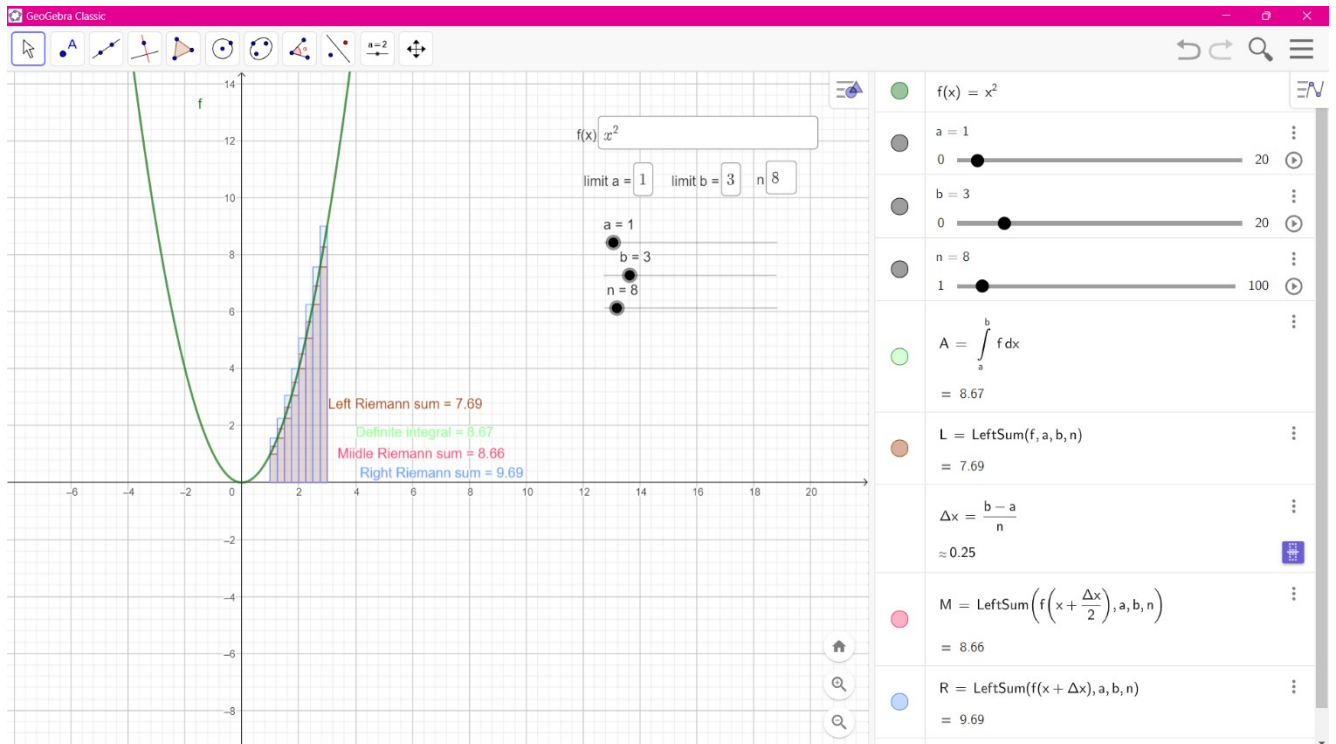 GeoGebra Classic
A
a=2
f
f(x) x²
limit a = 1 limit b = 3 n 8
a = 1
b = 3
n = 8
14
12
10
8
6
4
2
-6 -4 -2 0 2 4 6 8 10 12 14 16 18 20
-2
-4
-6
-8
Left Riemann sum = 7.69
Definite integral = 8.67
Miidle Riemann sum = 8.66
Right Riemann sum = 9.69
f(x) = x²
a = 1
0 20
b = 3
0 20
n = 8
1 100
A = ∫ₐᵇ f dx
= 8.67
L = LeftSum(f, a, b, n)
= 7.69
Δx = (b − a)/n
≈ 0.25
M = LeftSum(f(x + Δx/2), a, b, n)
= 8.66
R = LeftSum(f(x + Δx), a, b, n)
= 9.69